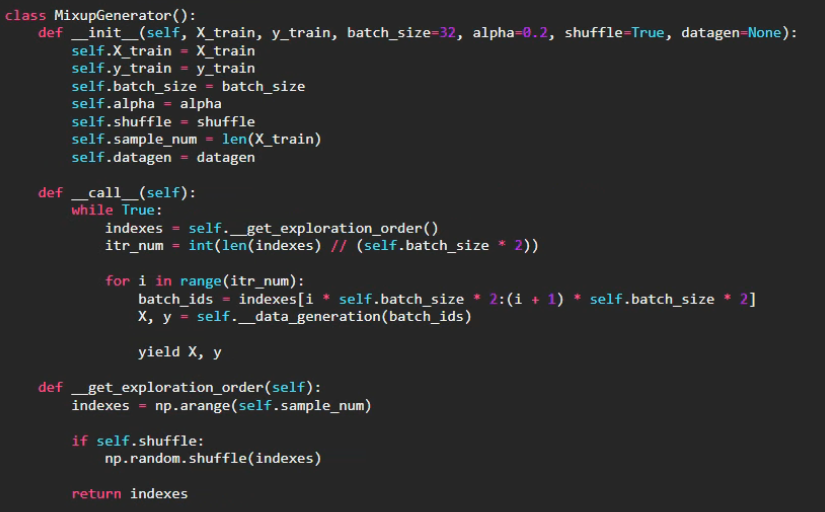 class MixupGenerator():
    def __init__(self, X_train, y_train, batch_size=32, alpha=0.2, shuffle=True, datagen=None):
        self.X_train = X_train
        self.y_train = y_train
        self.batch_size = batch_size
        self.alpha = alpha
        self.shuffle = shuffle
        self.sample_num = len(X_train)
        self.datagen = datagen

    def __call__(self):
        while True:
            indexes = self.__get_exploration_order()
            itr_num = int(len(indexes) // (self.batch_size * 2))

            for i in range(itr_num):
                batch_ids = indexes[i * self.batch_size * 2:(i + 1) * self.batch_size * 2]
                X, y = self.__data_generation(batch_ids)

                yield X, y

    def __get_exploration_order(self):
        indexes = np.arange(self.sample_num)

        if self.shuffle:
            np.random.shuffle(indexes)

        return indexes